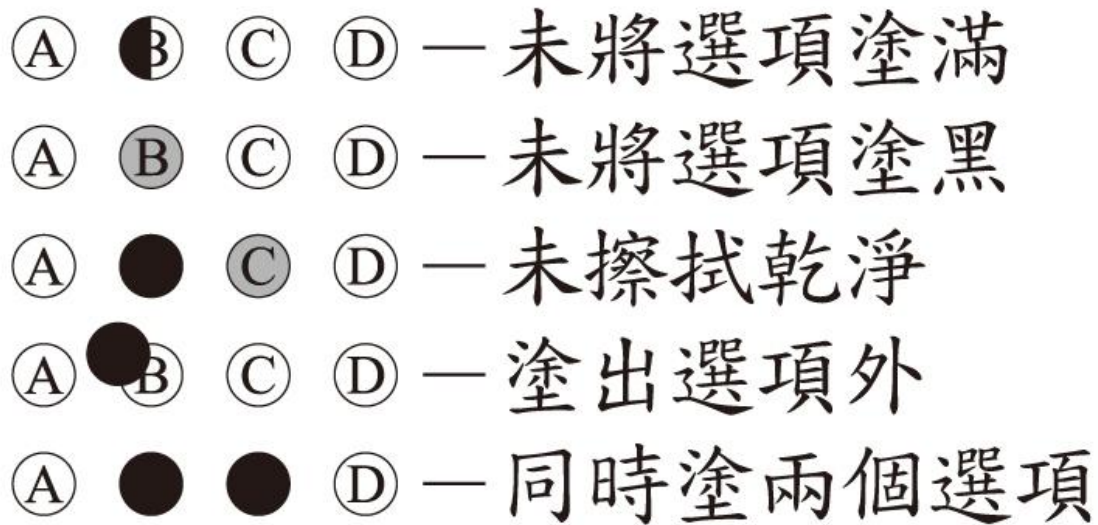 Ⓐ Ⓑ Ⓒ Ⓓ — 未將選項塗滿
Ⓐ Ⓑ Ⓒ Ⓓ — 未將選項塗黑
Ⓐ ● Ⓒ Ⓓ — 未擦拭乾淨
Ⓐ Ⓑ Ⓒ Ⓓ — 塗出選項外
Ⓐ ● ● Ⓓ — 同時塗兩個選項